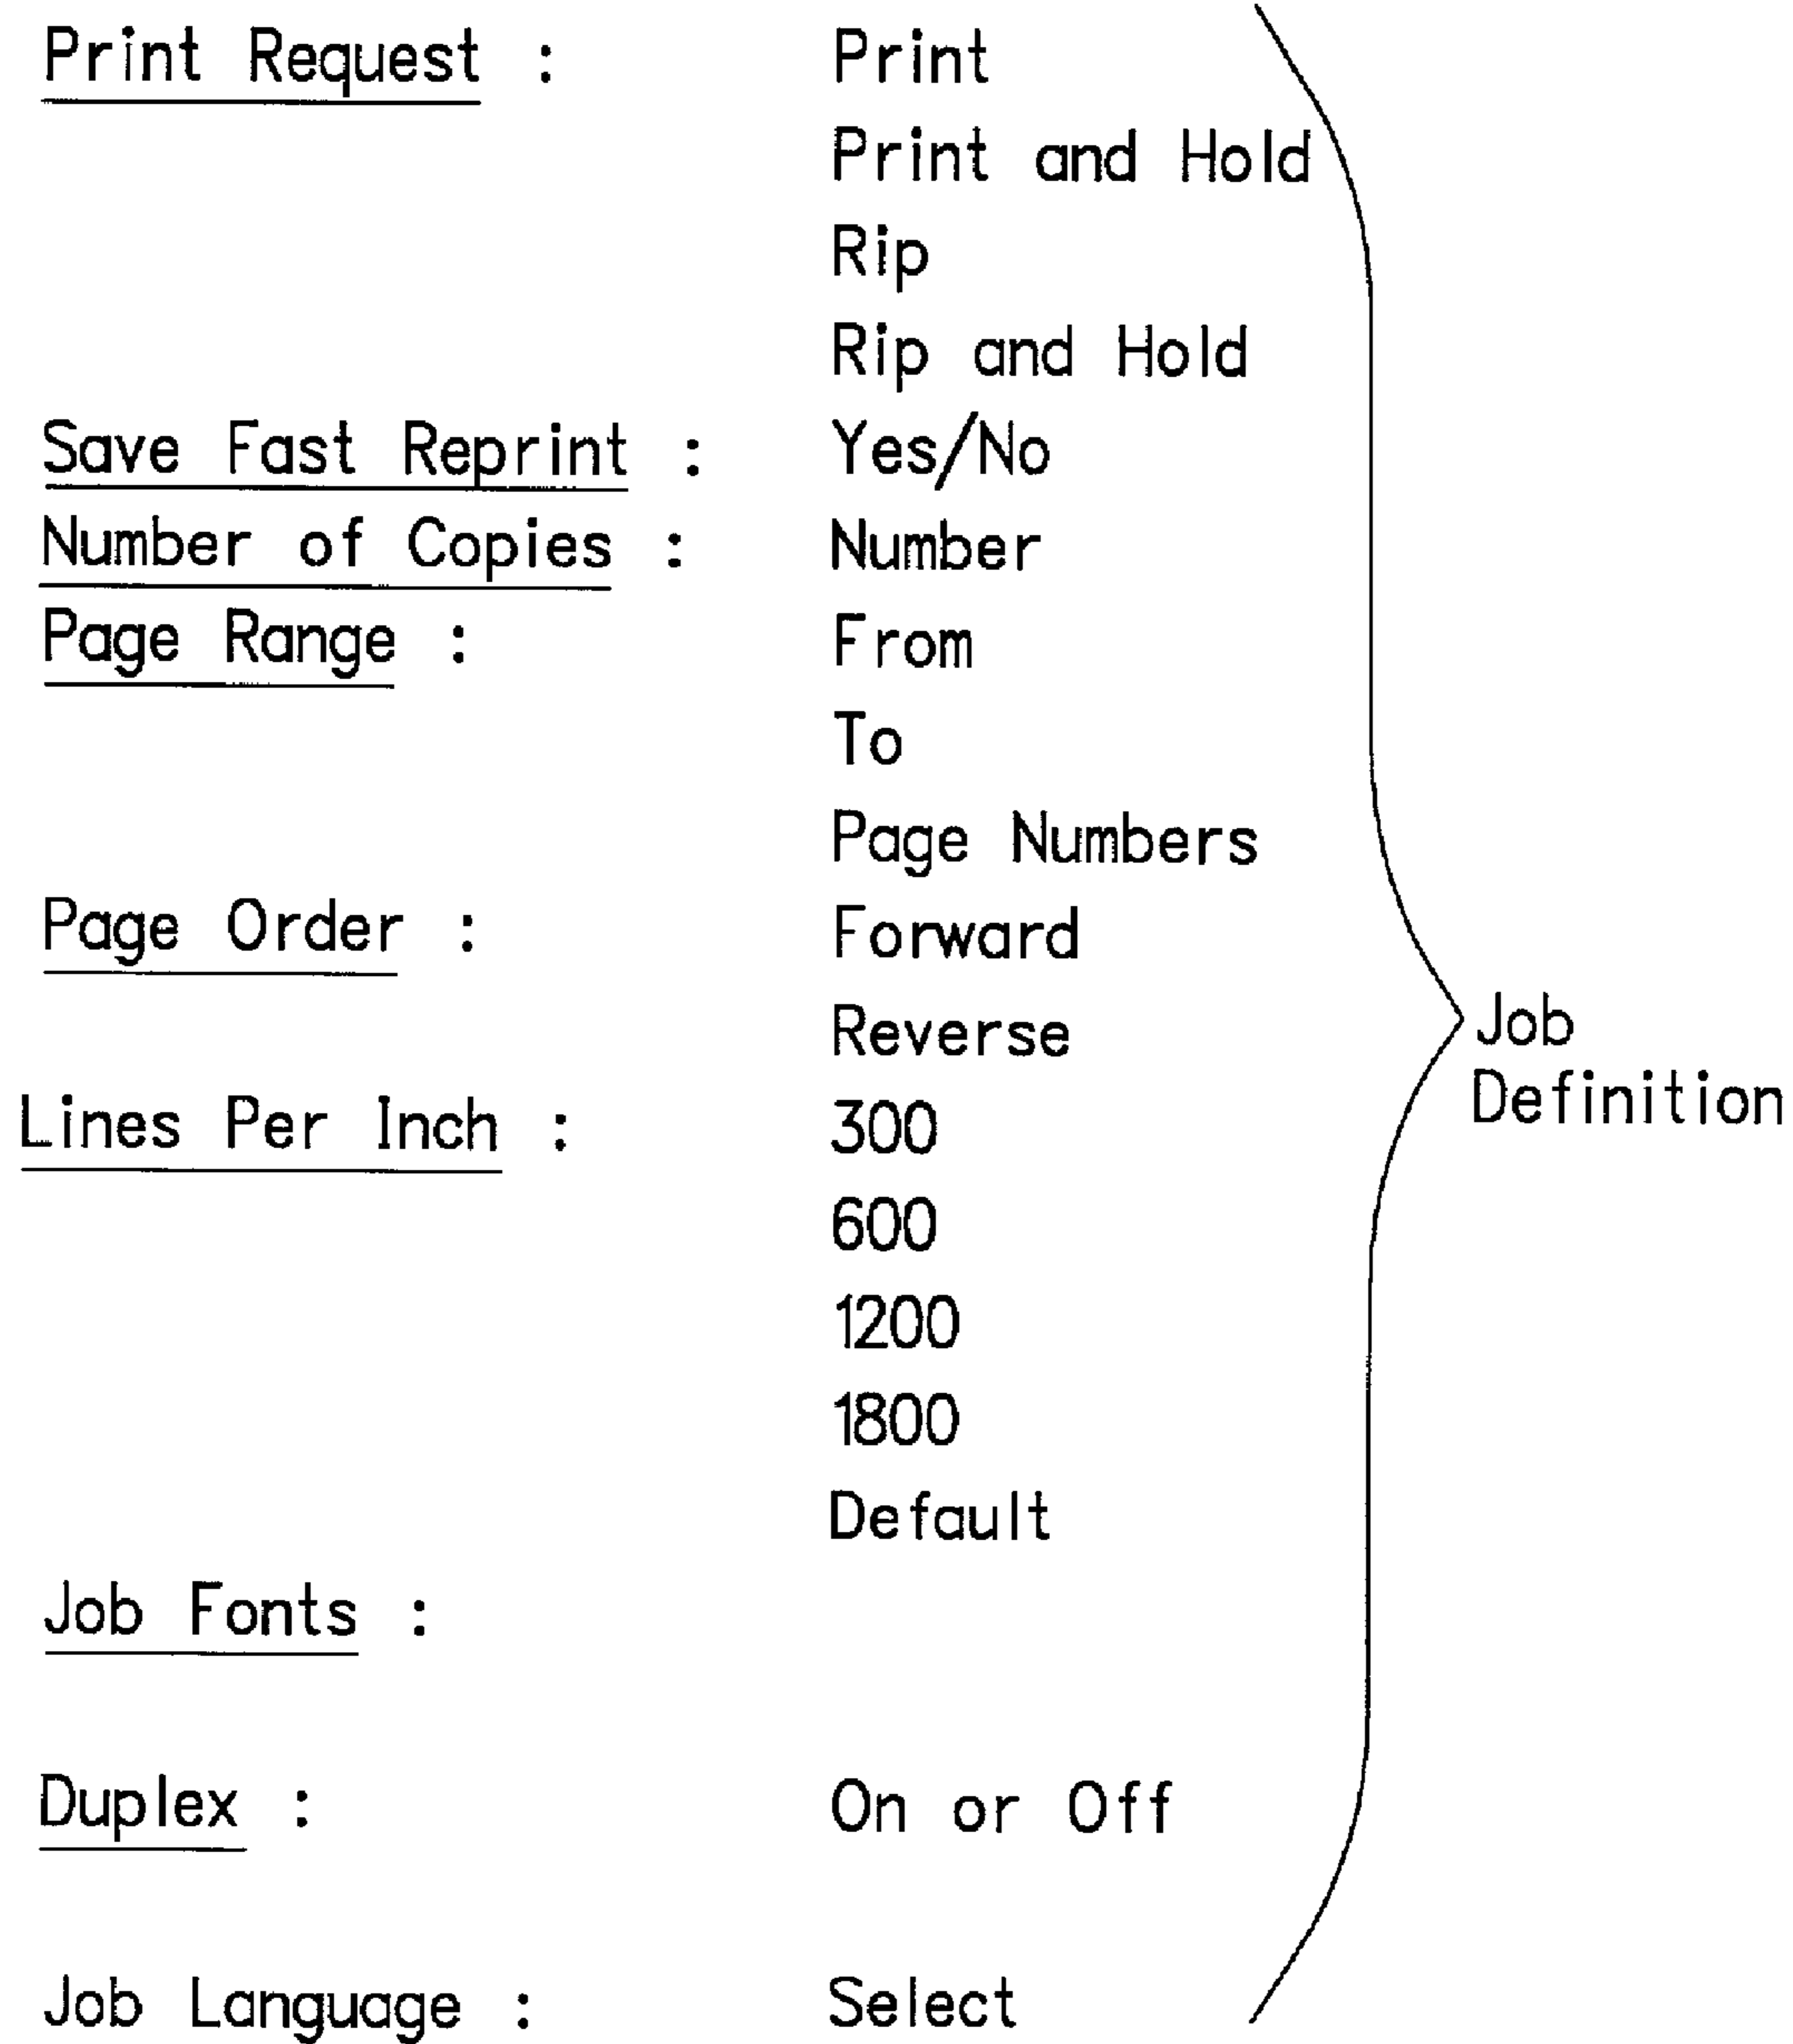 Print Request : Print
Print and Hold
Rip
Rip and Hold
Save Fast Reprint : Yes/No
Number of Copies : Number
Page Range : From
To
Page Numbers
Page Order : Forward
Reverse
Job
Definition
Lines Per Inch : 300
600
1200
1800
Default
Job Fonts :
Duplex : On or Off
Job Language : Select